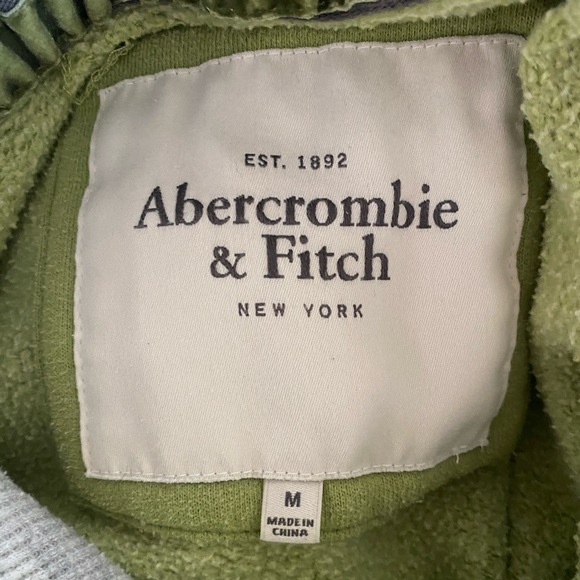 EST. 1892
Abercrombie
& Fitch
NEW YORK
M
MADE IN
CHINA